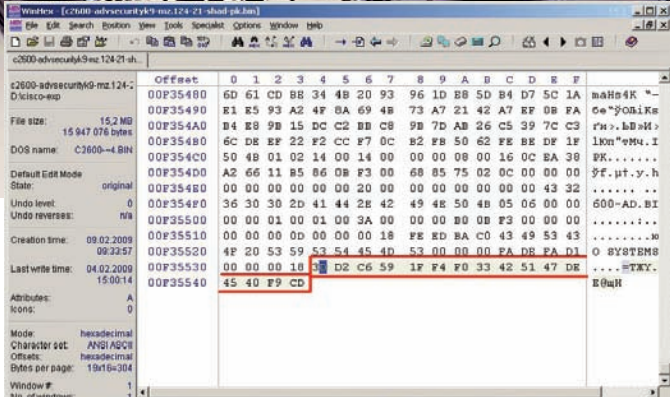 WinHex - [c2600-advsecurityk9-mz.124-21-shad-pk.bin]
File Edit Search Position View Tools Specialist Options Window Help
c2600-advsecurityk9-mz.124-21-sh...
c2600-advsecurityk9-mz.124-2
D:\cisco-exp
File size: 15,2 MB
15 947 076 bytes
DOS name: C2600-~4.BIN
Default Edit Mode
State: original
Undo level: 0
Undo reverses: n/a
Creation time: 09.02.2009
09:33:57
Last write time: 04.02.2009
15:00:14
Attributes: A
Icons: 0
Mode: hexadecimal
Character set: ANSI ASCII
Offsets: hexadecimal
Bytes per page: 19x16=304
Window #: 1
No. of windows: 1
Offset 0 1 2 3 4 5 6 7 8 9 A B C D E F
00F35480 6D 61 CD BE 34 4B 20 93 96 1D E8 5D B4 D7 5C 1A
00F35490 E1 E5 93 A2 4F 8A 69 4B 73 A7 21 42 A7 EF 0B FA
00F354A0 B4 E8 9B 15 DC C2 BB C8 9B 7D AB 26 C5 39 7C C3
00F354B0 6C DE EF 22 F2 CC F7 0C B2 FB 50 62 FE BE DF 1F
00F354C0 50 4B 01 02 14 00 14 00 00 00 08 00 16 0C EA 38
00F354D0 A2 66 11 B5 86 0B F3 00 68 85 75 02 0C 00 00 00
00F354E0 00 00 00 00 00 00 20 00 00 00 00 00 00 00 43 32
00F354F0 36 30 30 2D 41 44 2E 42 49 4E 50 4B 05 06 00 00
00F35500 00 00 01 00 01 00 3A 00 00 00 B0 0B F3 00 00 00
00F35510 0D 00 00 00 00 00 00 18 FE ED BA C0 43 49 53 43
00F35520 4F 20 53 59 53 54 45 4D 53 00 00 00 FA DE FA D1
00F35530 00 00 00 18 3D D2 C6 59 1F F4 F0 33 42 51 47 DE
00F35540 45 40 F9 CD
PK
600-AD.BI
O SYSTEMS
....=ТЖY.
E@щН